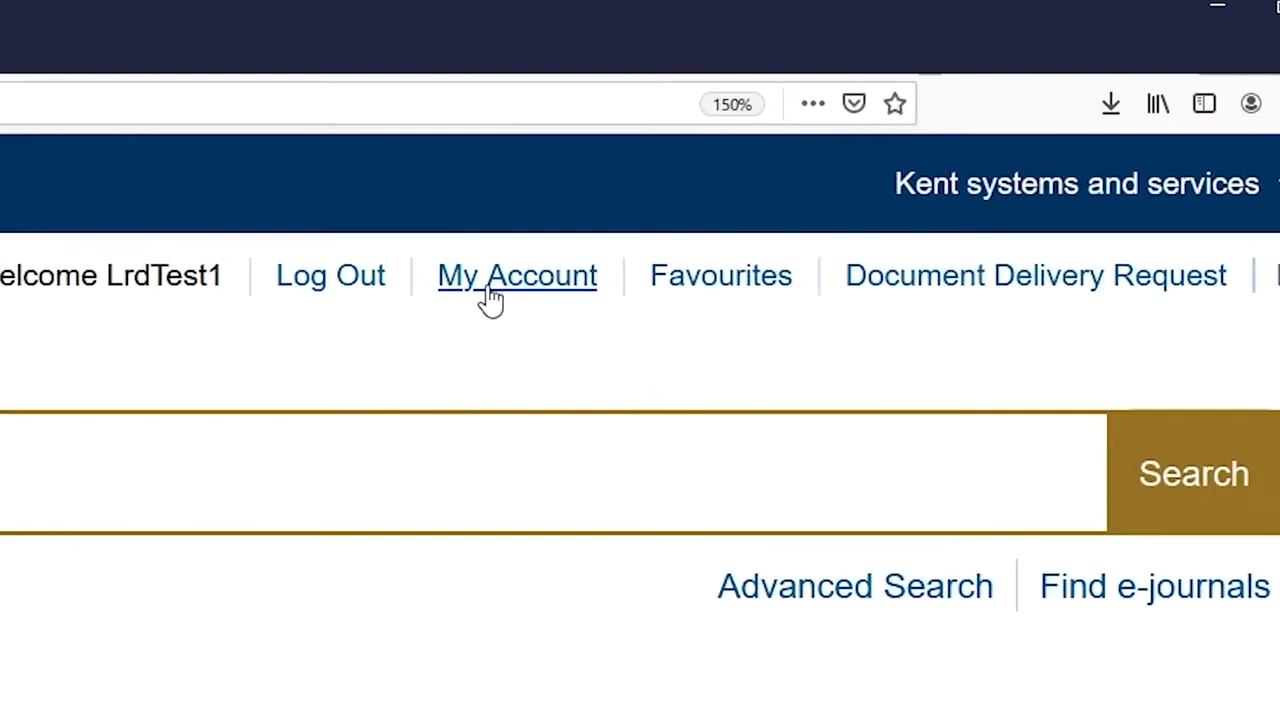 150%
Kent systems and services
elcome LrdTest1 Log Out My Account Favourites Document Delivery Request
Search
Advanced Search Find e-journals